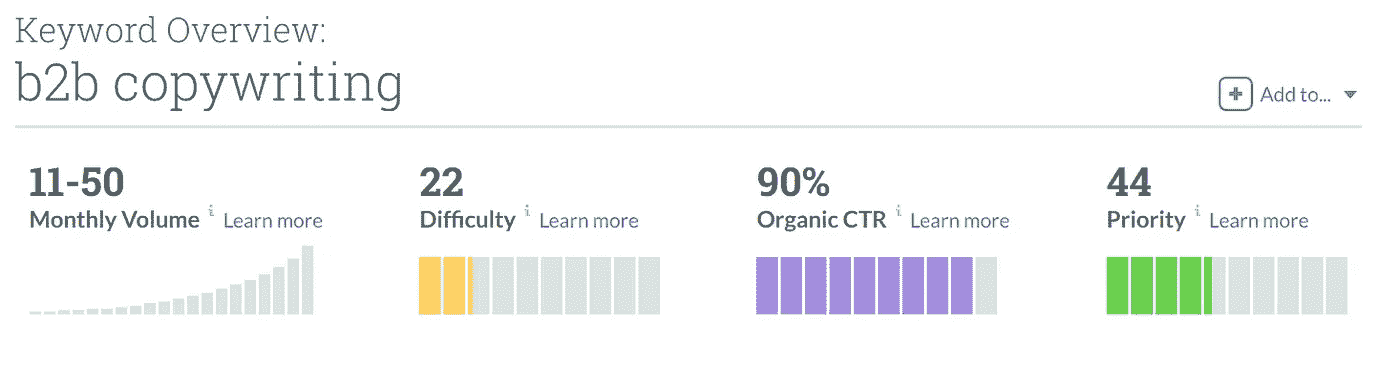 Keyword Overview:
b2b copywriting
Add to...
11-50
Monthly Volume i Learn more
22
Difficulty i Learn more
90%
Organic CTR i Learn more
44
Priority i Learn more